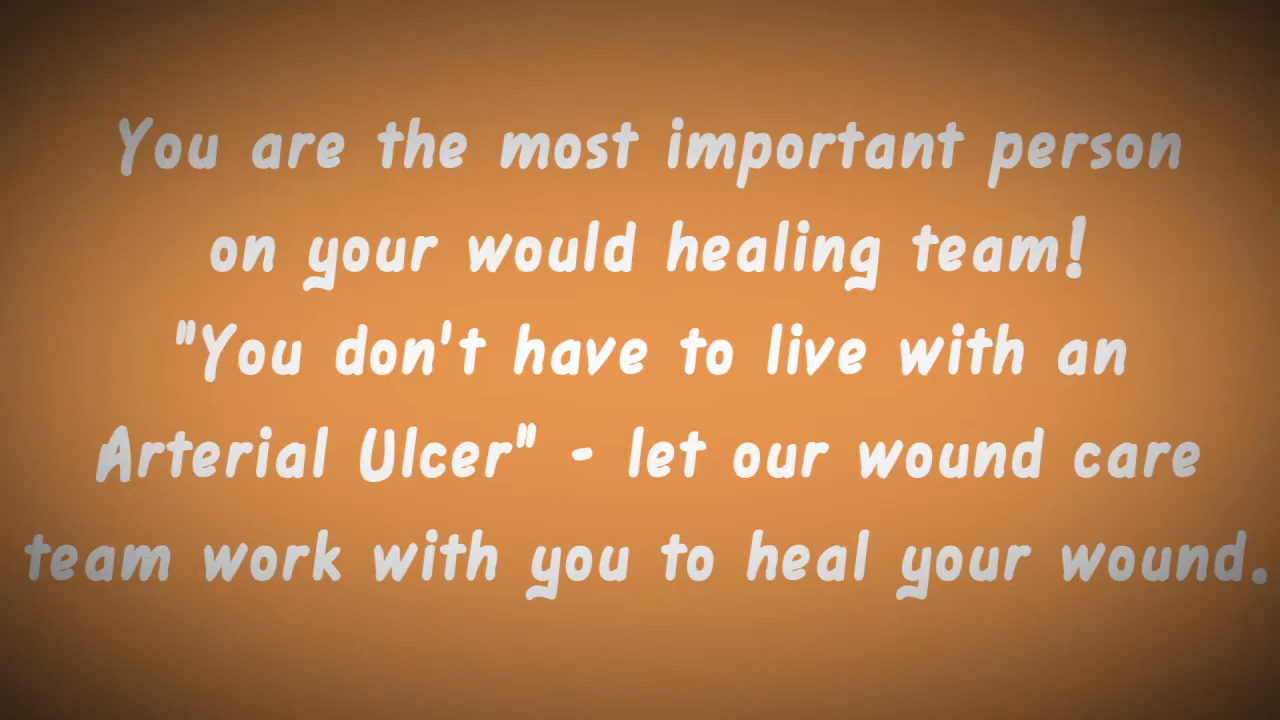 You are the most important person
on your would healing team!
"You don't have to live with an
Arterial Ulcer" - let our wound care
team work with you to heal your wound.